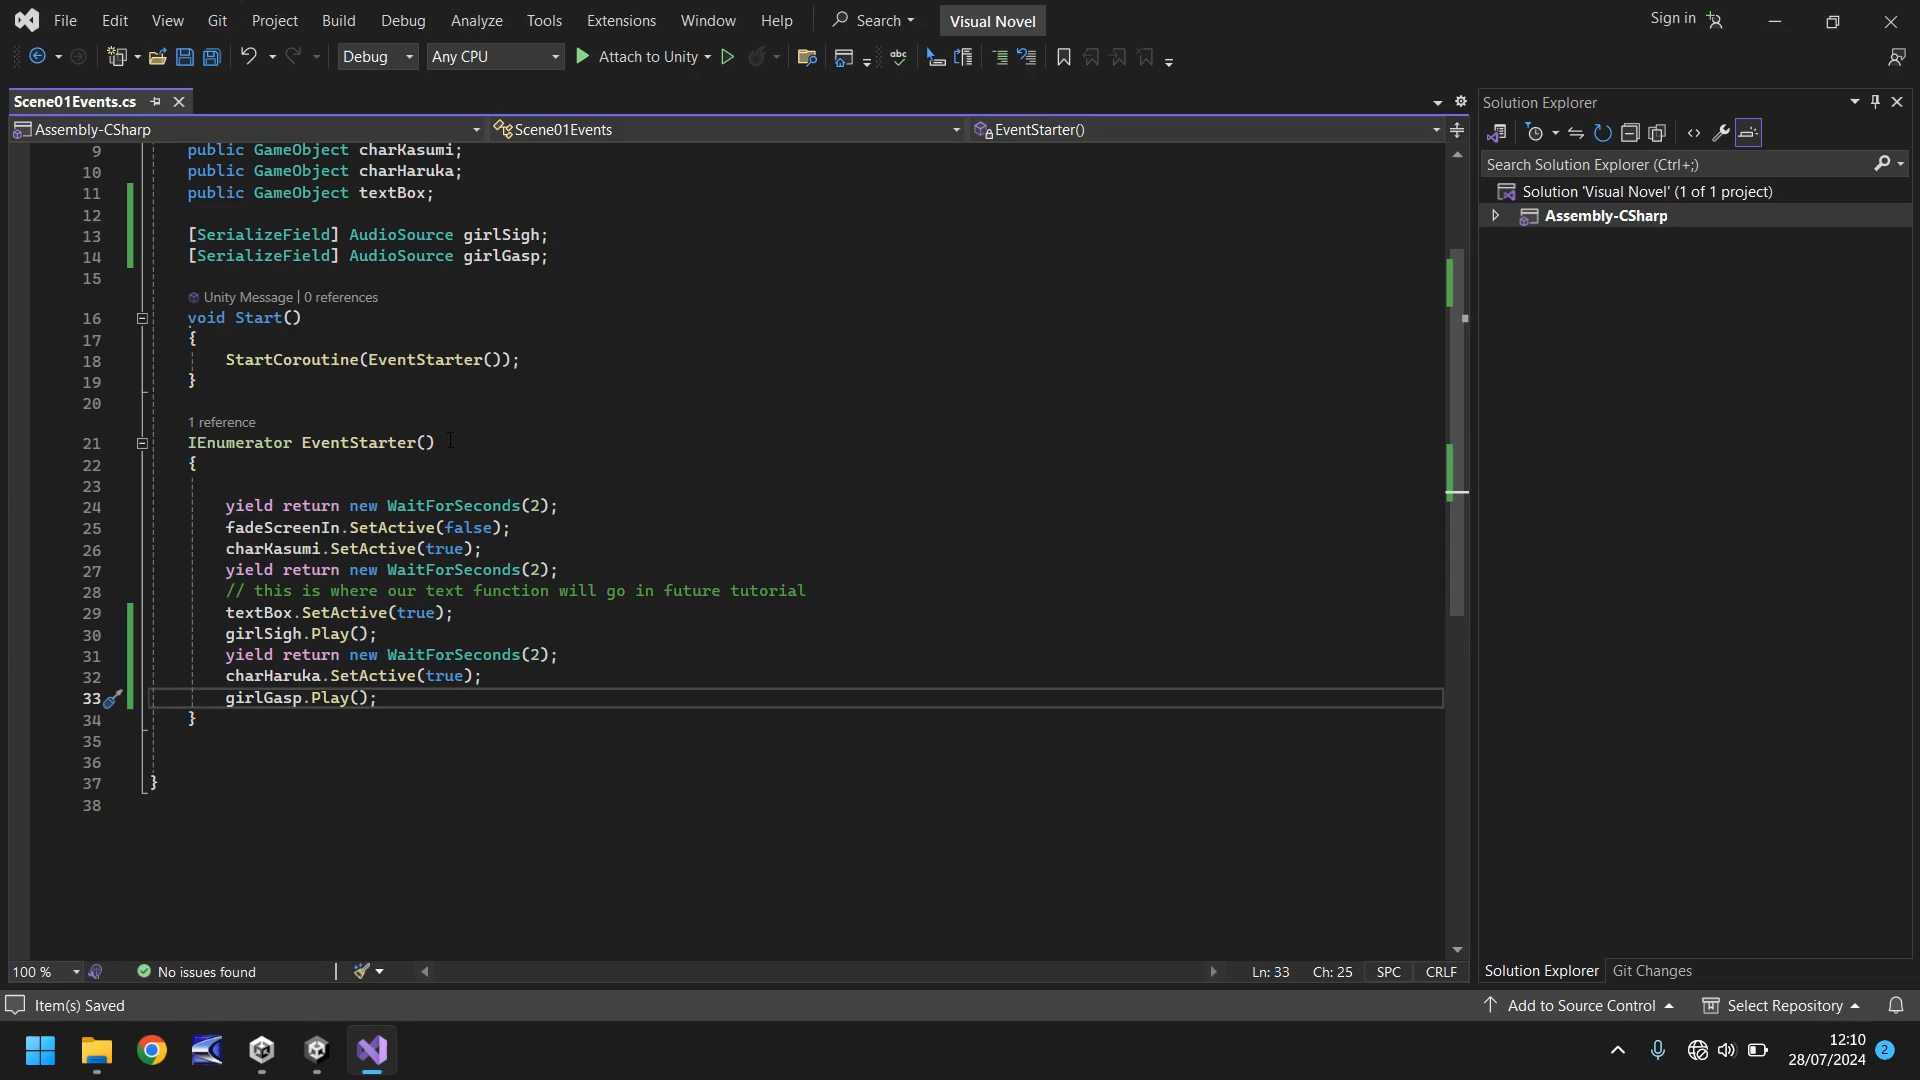 File Edit View Git Project Build Debug Analyze Tools Extensions Window Help Search Visual Novel Sign in
Debug Any CPU Attach to Unity
Scene01Events.cs
Assembly-CSharp Scene01Events EventStarter()
9 public GameObject charKasumi;
10 public GameObject charHaruka;
11 public GameObject textBox;
12
13 [SerializeField] AudioSource girlSigh;
14 [SerializeField] AudioSource girlGasp;
15
Unity Message | 0 references
16 void Start()
17 {
18 StartCoroutine(EventStarter());
19 }
20
1 reference
21 IEnumerator EventStarter()
22 {
23
24 yield return new WaitForSeconds(2);
25 fadeScreenIn.SetActive(false);
26 charKasumi.SetActive(true);
27 yield return new WaitForSeconds(2);
28 // this is where our text function will go in future tutorial
29 textBox.SetActive(true);
30 girlSigh.Play();
31 yield return new WaitForSeconds(2);
32 charHaruka.SetActive(true);
33 girlGasp.Play();
34 }
35
36
37 }
38
100 % No issues found Ln: 33 Ch: 25 SPC CRLF
Solution Explorer
Search Solution Explorer (Ctrl+;)
Solution 'Visual Novel' (1 of 1 project)
Assembly-CSharp
Solution Explorer Git Changes
Item(s) Saved Add to Source Control Select Repository
12:10
28/07/2024 2